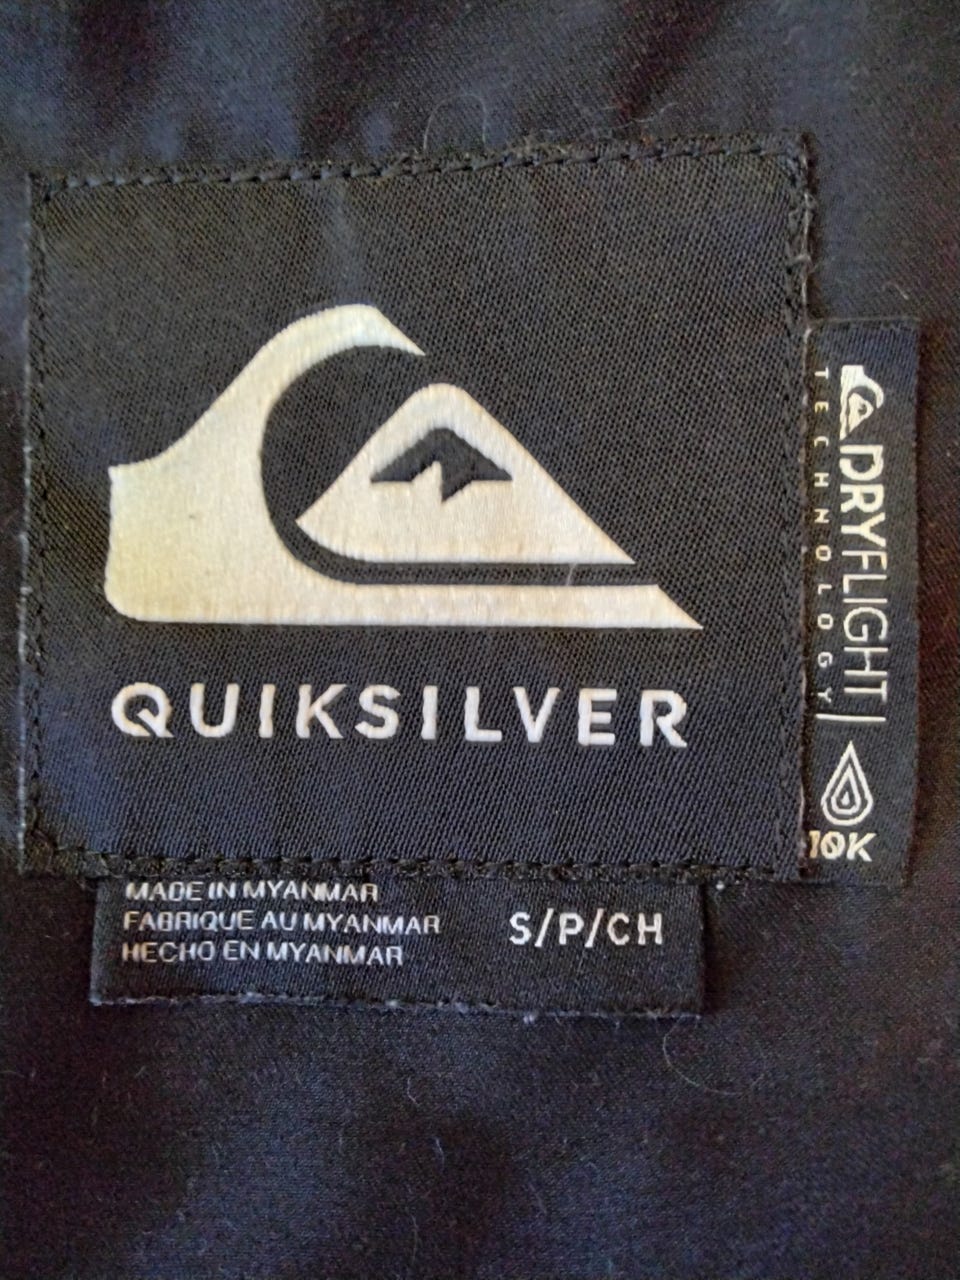 QUIKSILVER
DRYFLIGHT
TECHNOLOGY
10K
MADE IN MYANMAR
FABRIQUE AU MYANMAR
HECHO EN MYANMAR
S/P/CH